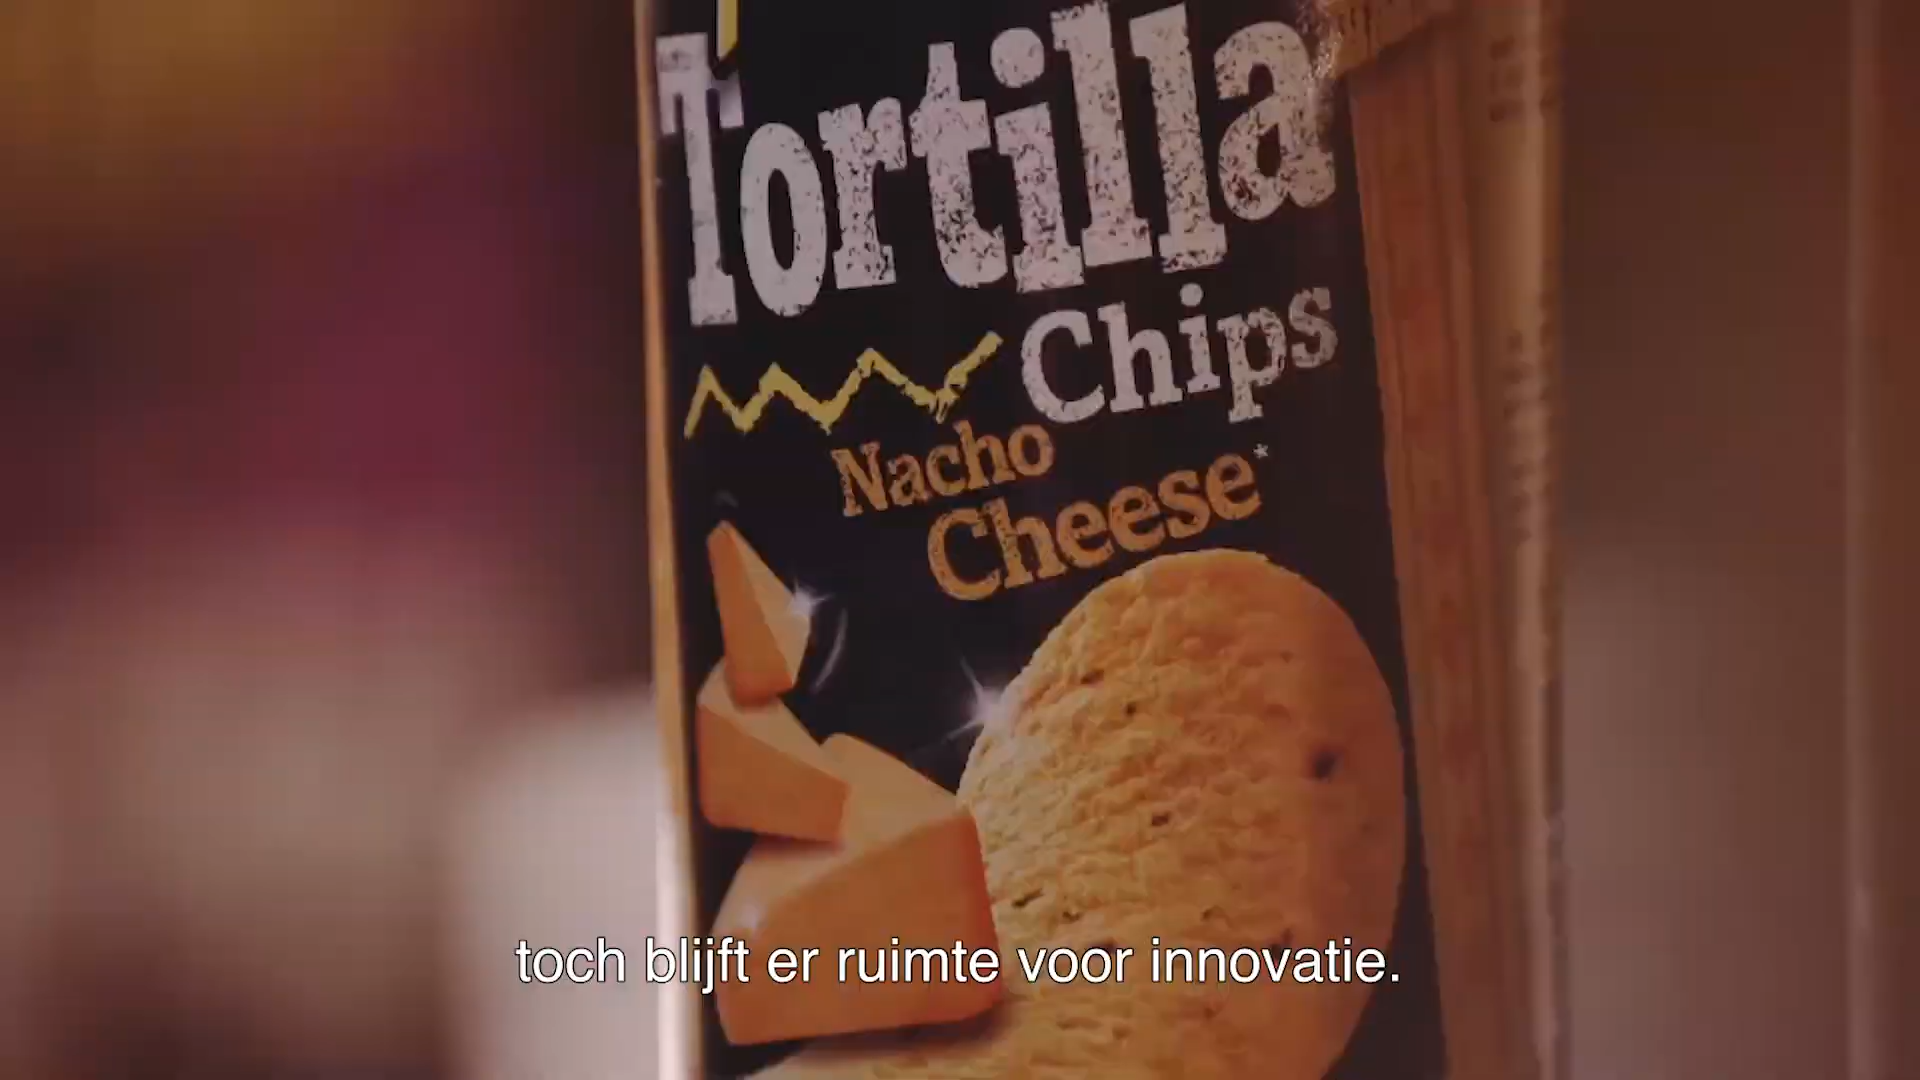 Tortilla
Chips
Nacho
Cheese*
toch blijft er ruimte voor innovatie.